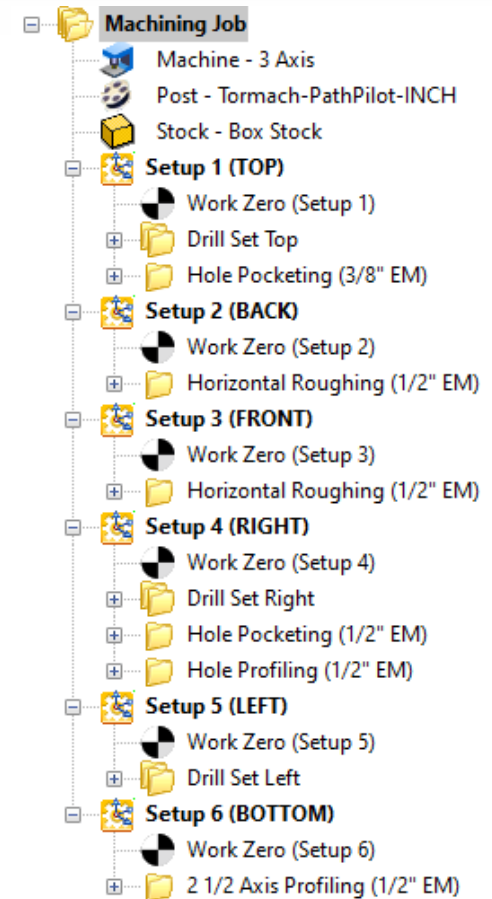 Machining Job
Machine - 3 Axis
Post - Tormach-PathPilot-INCH
Stock - Box Stock
Setup 1 (TOP)
Work Zero (Setup 1)
Drill Set Top
Hole Pocketing (3/8" EM)
Setup 2 (BACK)
Work Zero (Setup 2)
Horizontal Roughing (1/2" EM)
Setup 3 (FRONT)
Work Zero (Setup 3)
Horizontal Roughing (1/2" EM)
Setup 4 (RIGHT)
Work Zero (Setup 4)
Drill Set Right
Hole Pocketing (1/2" EM)
Hole Profiling (1/2" EM)
Setup 5 (LEFT)
Work Zero (Setup 5)
Drill Set Left
Setup 6 (BOTTOM)
Work Zero (Setup 6)
2 1/2 Axis Profiling (1/2" EM)